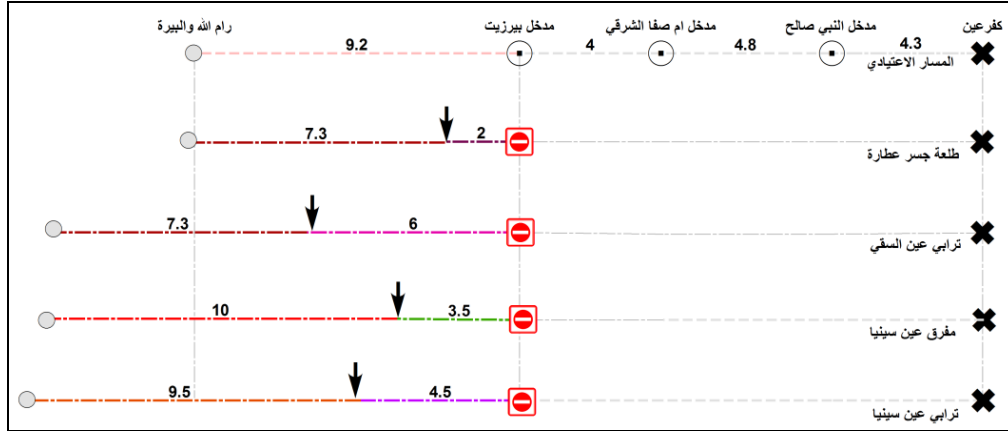 كفرعين
مدخل النبي صالح
مدخل ام صفا الشرقي
مدخل بيرزيت
رام الله والبيرة
4.3
4.8
4
9.2
المسار الاعتيادي
2
7.3
طلعة جسر عطارة
6
7.3
ترابي عين السقي
3.5
10
مفرق عين سينيا
4.5
9.5
ترابي عين سينيا